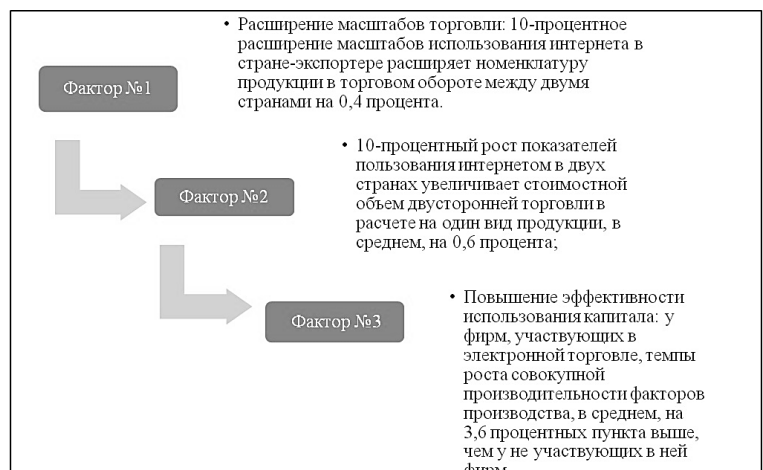 Фактор №1
• Расширение масштабов торговли: 10-процентное
расширение масштабов использования интернета в
стране-экспортере расширяет номенклатуру
продукции в торговом обороте между двумя
странами на 0,4 процента.
Фактор №2
• 10-процентный рост показателей
пользования интернетом в двух
странах увеличивает стоимостной
объем двусторонней торговли в
расчете на один вид продукции, в
среднем, на 0,6 процента;
Фактор №3
• Повышение эффективности
использования капитала: у
фирм, участвующих в
электронной торговле, темпы
роста совокупной
производительности факторов
производства, в среднем, на
3,6 процентных пункта выше,
чем у не участвующих в ней
фирм